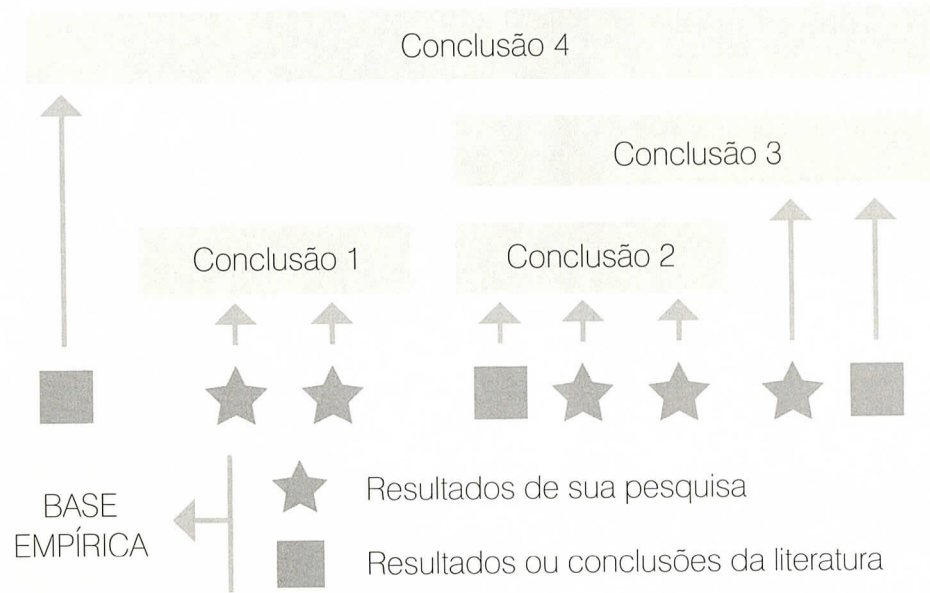 Conclusão 4
Conclusão 3
Conclusão 1
Conclusão 2
BASE
EMPÍRICA
Resultados de sua pesquisa
Resultados ou conclusões da literatura